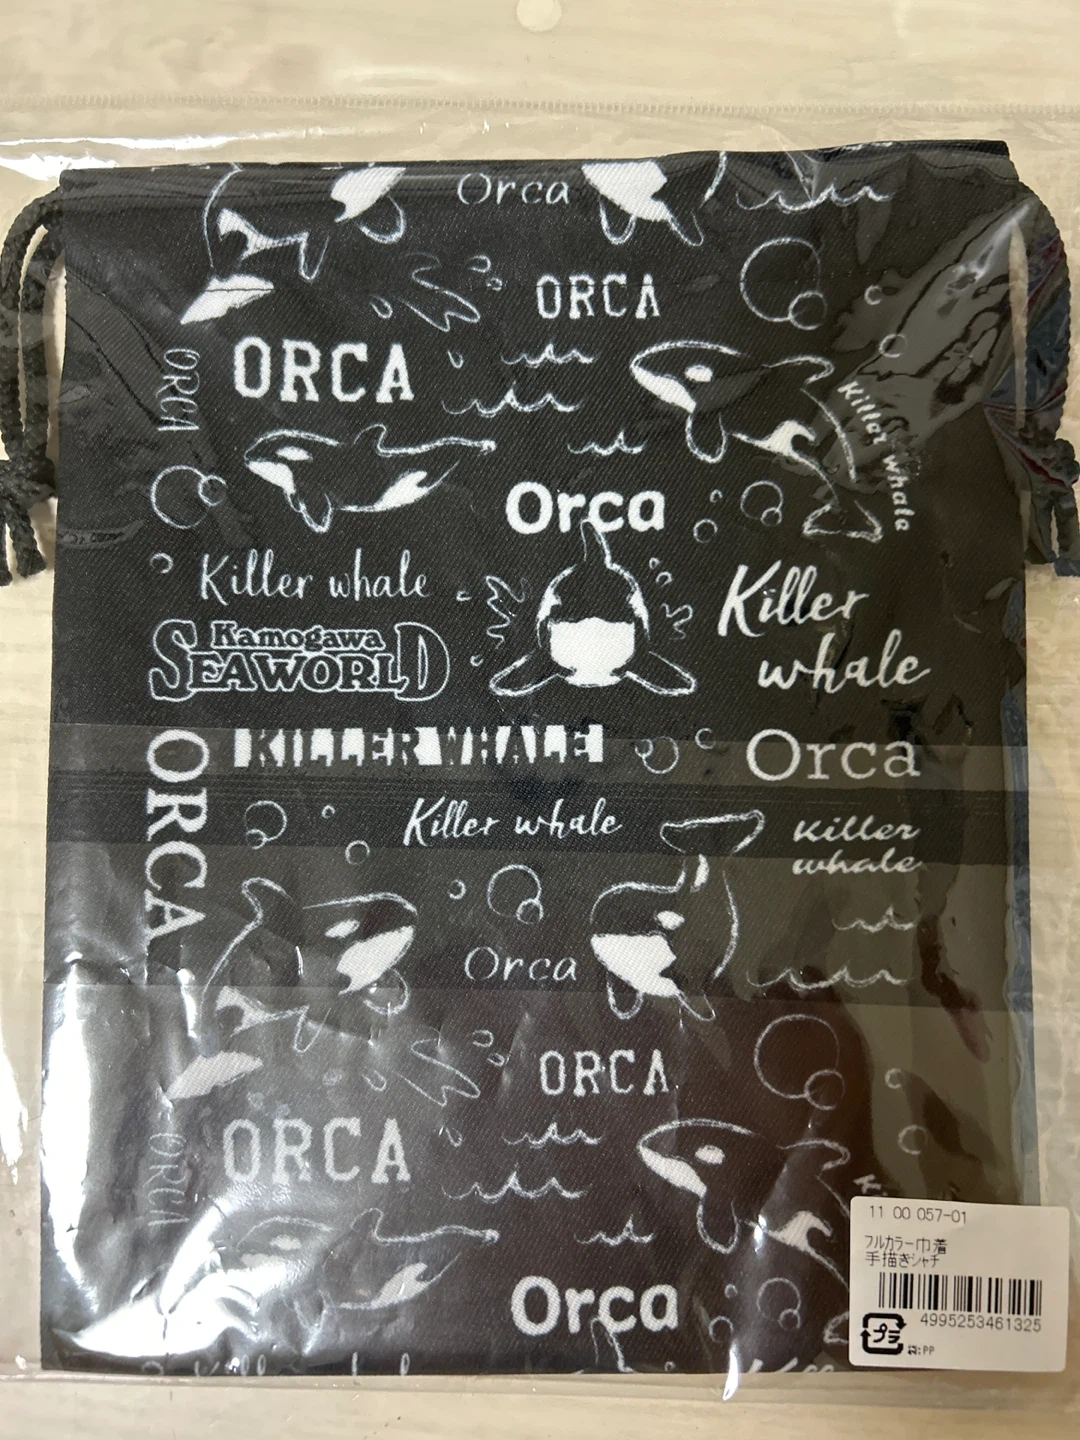 Orca
ORCA
ORCA
ORCA
Killer whale
Orca
Killer whale
Killer
whale
Kamogawa
SEAWORLD
KILLER WHALE
Orca
ORCA
Killer whale
Killer
whale
Orca
ORCA
ORCA
ORCA
Orca
11 00 057-01
フルカラー巾着
手描きシャチ
4995253461325
プラ
袋:PP